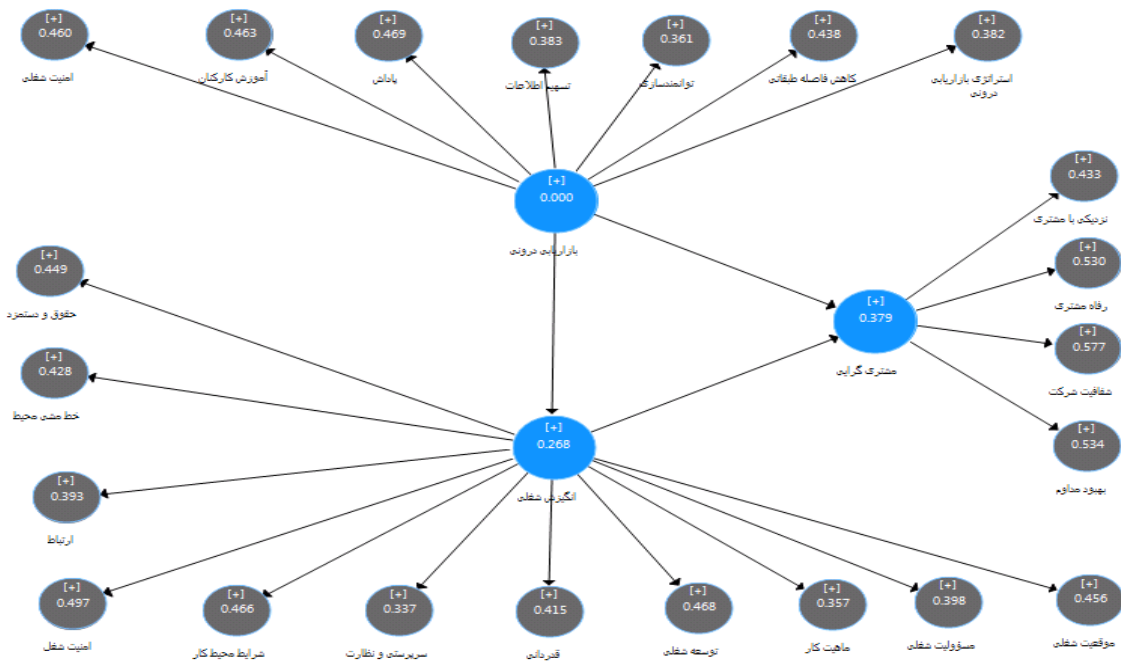 [+]
0.460
امنیت شغلی
[+]
0.463
آموزش کارکنان
[+]
0.469
پاداش
[+]
0.383
تسهیم اطلاعات
[+]
0.361
توانمندسازی
[+]
0.438
کاهش فاصله طبقاتی
[+]
0.382
استراتژی بازاریابی
درونی
[+]
0.000
بازاریابی درونی
[+]
0.433
نزدیکی با مشتری
[+]
0.530
رفاه مشتری
[+]
0.577
شفافیت شرکت
[+]
0.534
بهبود مداوم
[+]
0.379
مشتری گرایی
[+]
0.449
حقوق و دستمزد
[+]
0.428
خط مشی محیط
[+]
0.393
ارتباط
[+]
0.268
انگیزش شغلی
[+]
0.497
امنیت شغل
[+]
0.466
شرایط محیط کار
[+]
0.337
سرپرستی و نظارت
[+]
0.415
قدردانی
[+]
0.468
توسعه شغلی
[+]
0.357
ماهیت کار
[+]
0.398
مسؤولیت شغلی
[+]
0.456
موقعیت شغلی